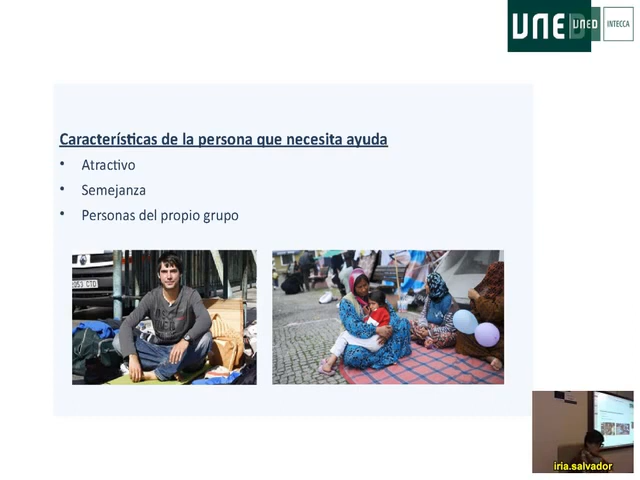 UNED
UNED
INTECCA
Características de la persona que necesita ayuda
• Atractivo
• Semejanza
• Personas del propio grupo
iria.salvador